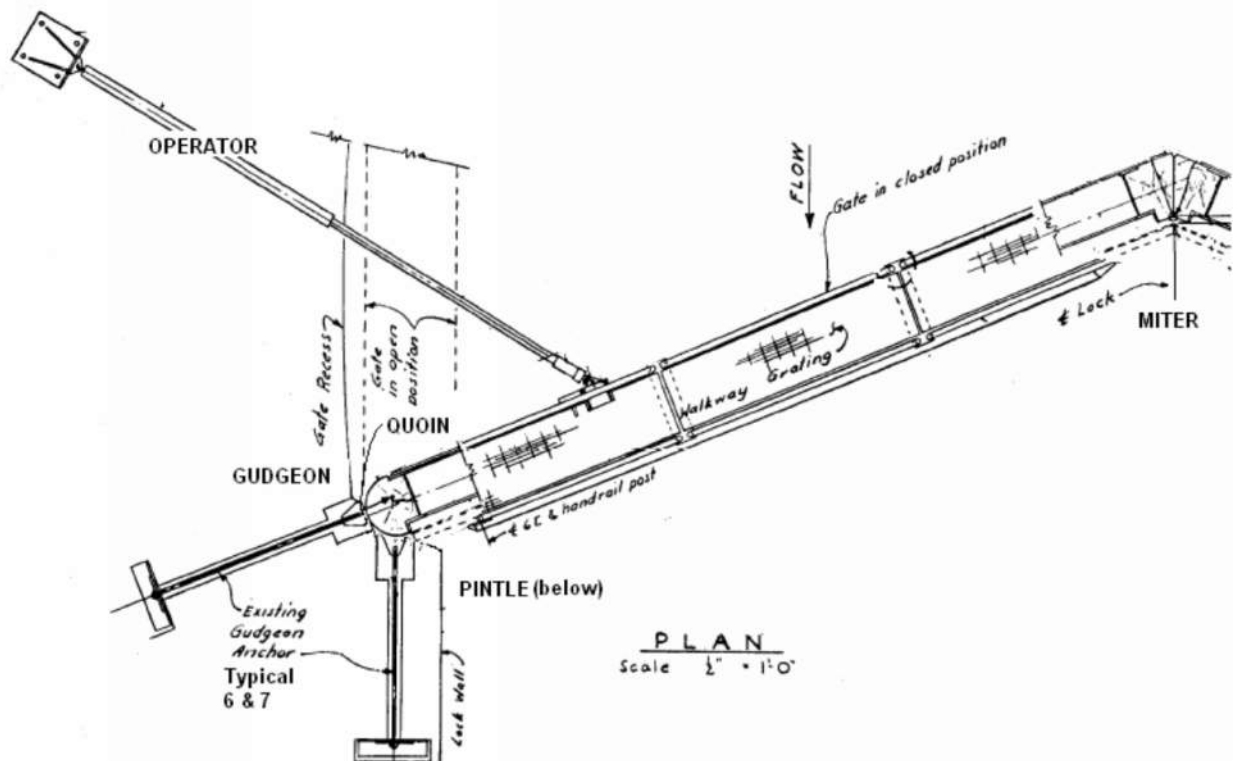 OPERATOR
FLOW
Gate in closed position
Gate Recess
Gate
in open
position
QUOIN
GUDGEON
Walkway Grating
℄ Lock
MITER
℄ 6E & handrail post
PINTLE (below)
Existing
Gudgeon
Anchor
Typical
6 & 7
Lock Wall
PLAN
Scale ½" = 1'-0"